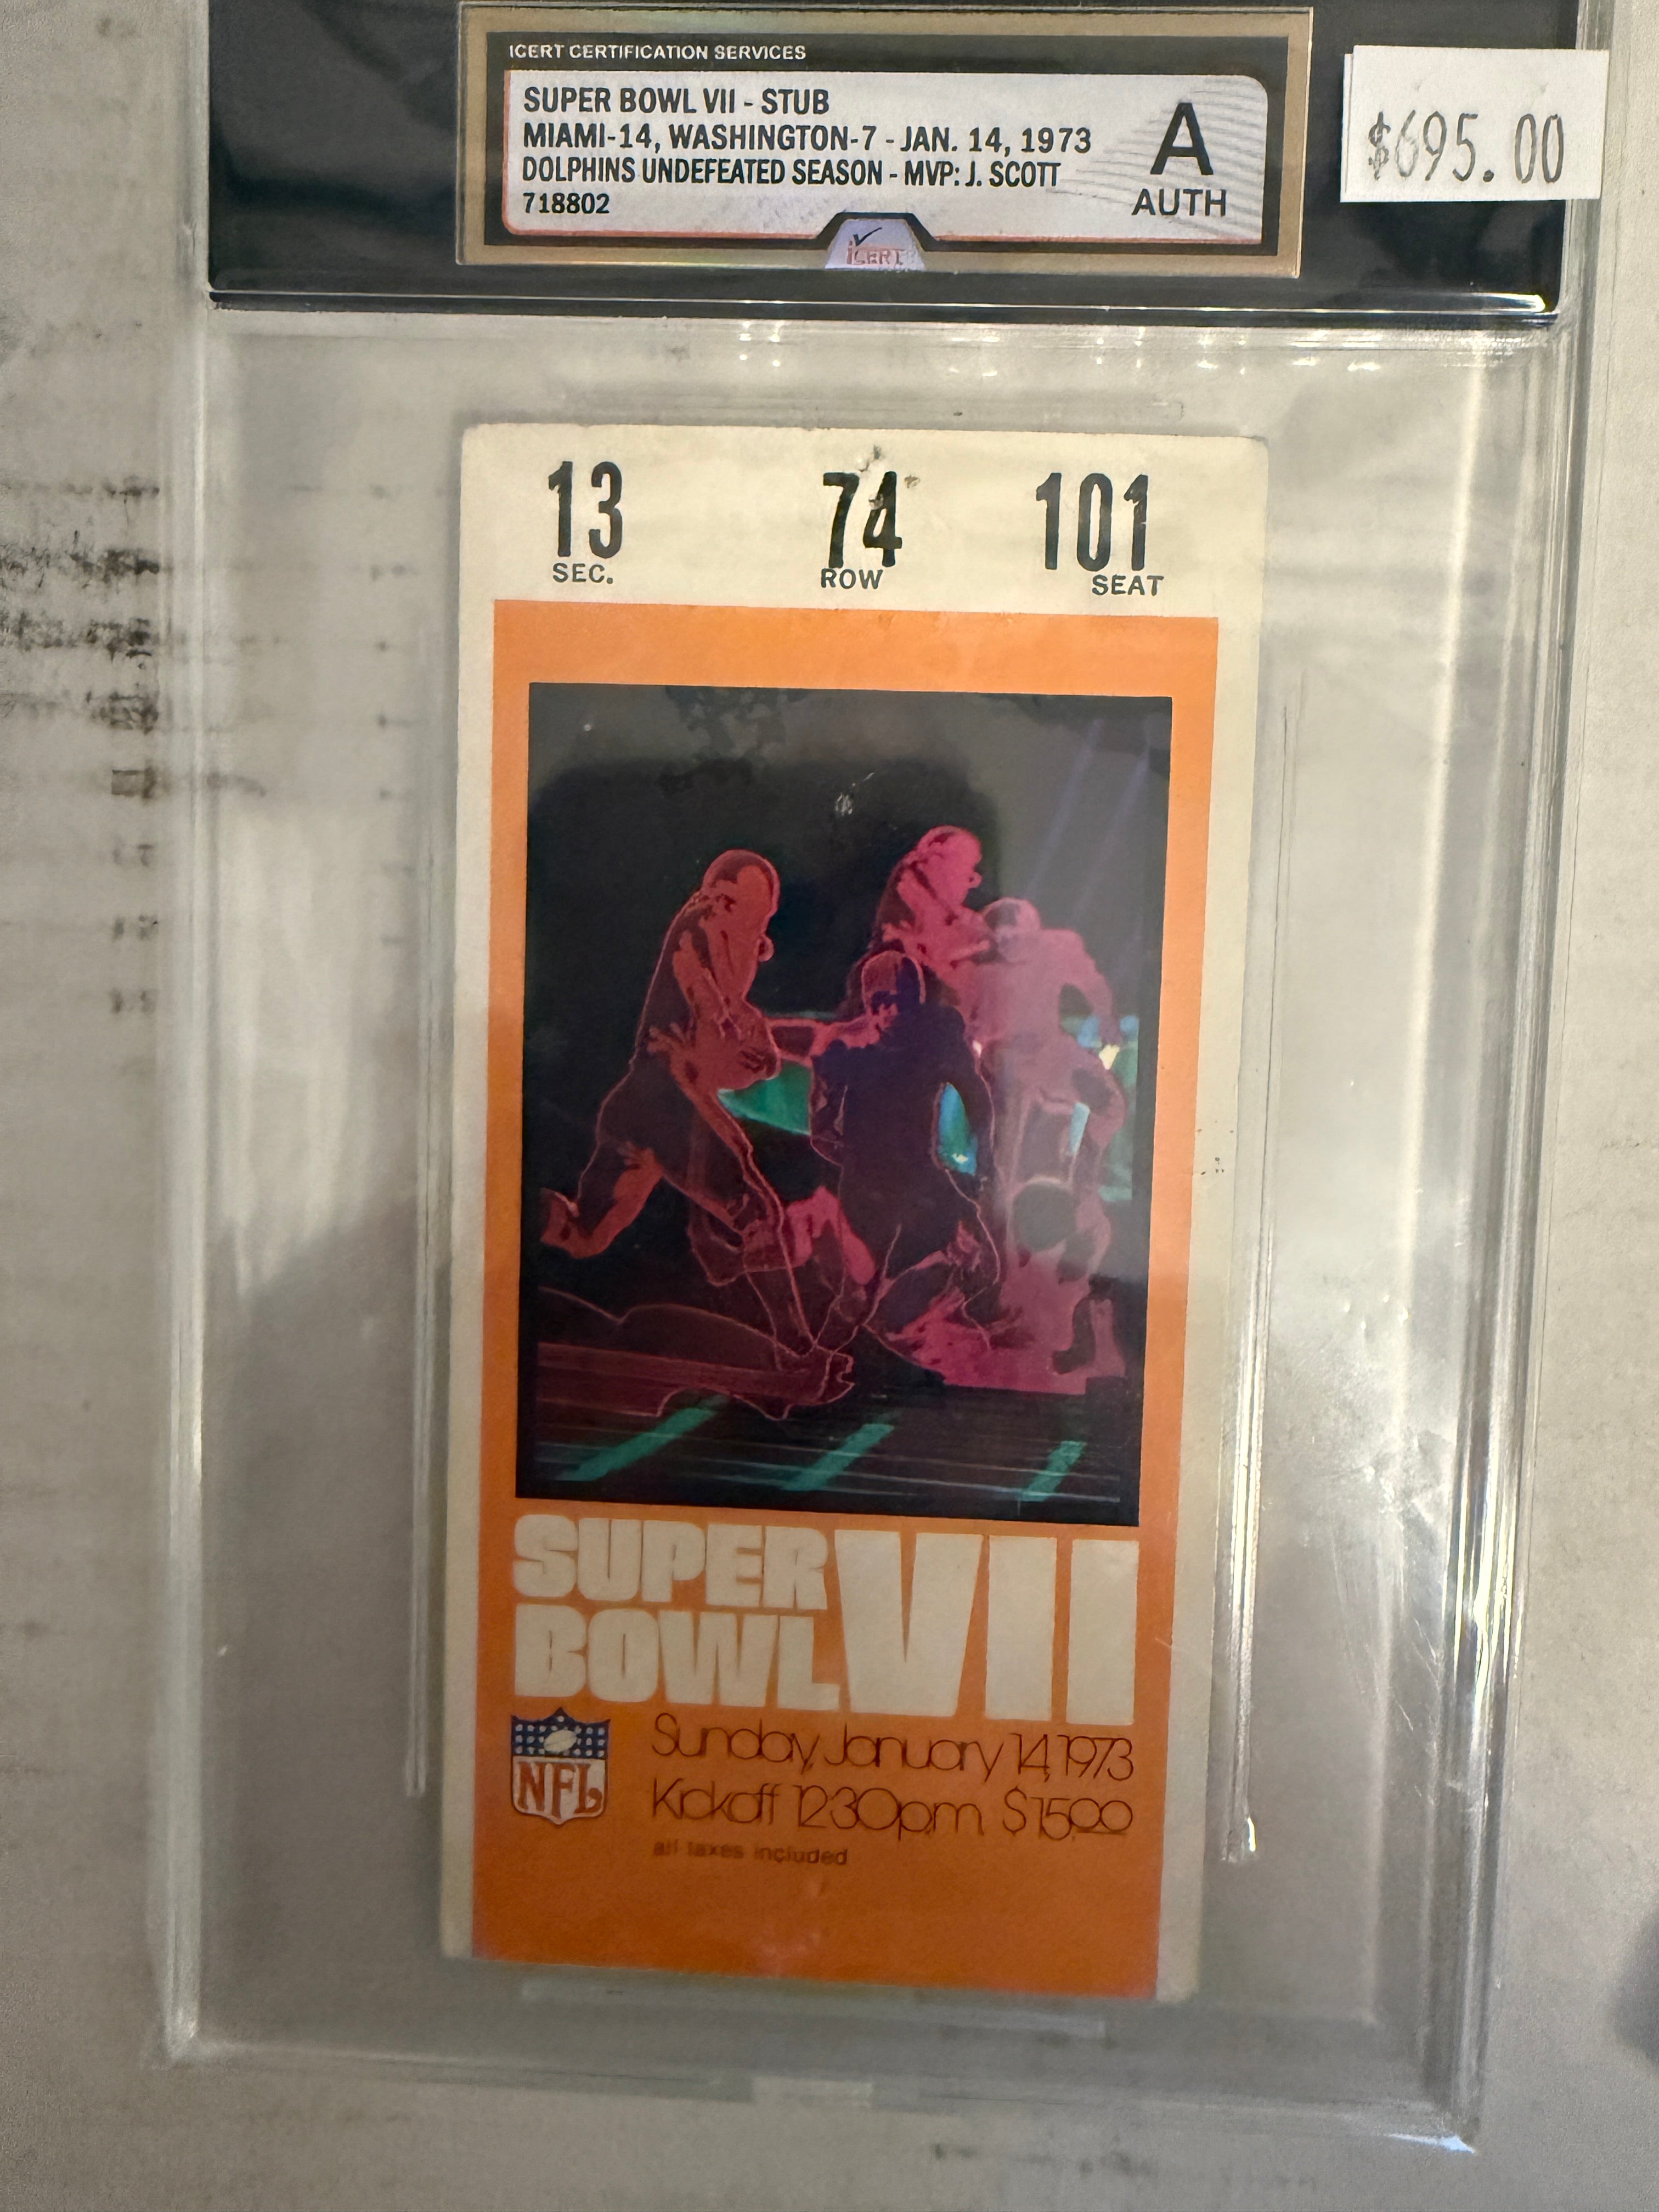 ICERT CERTIFICATION SERVICES
SUPER BOWL VII - STUB
MIAMI-14, WASHINGTON-7 - JAN. 14, 1973
DOLPHINS UNDEFEATED SEASON - MVP: J. SCOTT
718802
A
AUTH
iCERT
$695.00
13 74 101
SEC. ROW SEAT
SUPER BOWL VII
NFL
Sunday, January 14, 1973
Kickoff 12:30 p.m. $15.00
all taxes included